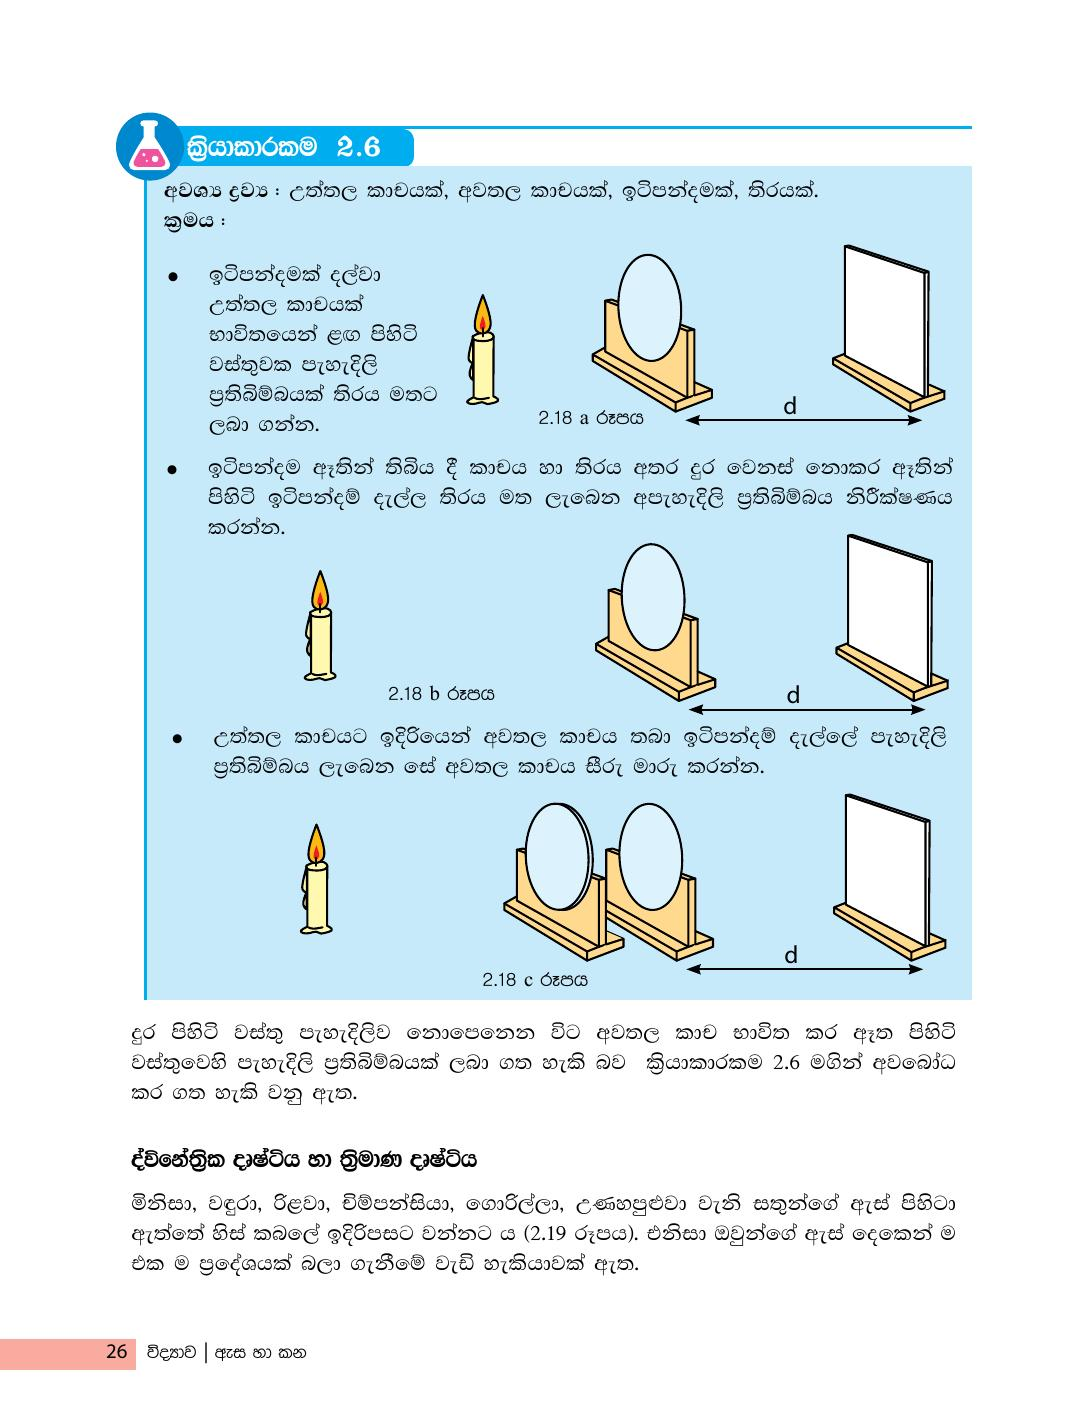 ක්‍රියාකාරකම 2.6
අවශ්‍ය ද්‍රව්‍ය : උත්තල කාචයක්, අවතල කාචයක්, ඉටිපන්දමක්, තිරයක්.
ක්‍රමය :
• ඉටිපන්දමක් දල්වා
උත්තල කාචයක්
භාවිතයෙන් ළඟ පිහිටි
වස්තුවක පැහැදිලි
ප්‍රතිබිම්බයක් තිරය මතට
ලබා ගන්න.
d
2.18 a රූපය
• ඉටිපන්දම ඈතින් තිබිය දී කාචය හා තිරය අතර දුර වෙනස් නොකර ඈතින්
පිහිටි ඉටිපන්දම් දැල්ල තිරය මත ලැබෙන අපැහැදිලි ප්‍රතිබිම්බය නිරීක්ෂණය
කරන්න.
2.18 b රූපය
d
• උත්තල කාචයට ඉදිරියෙන් අවතල කාචය තබා ඉටිපන්දම් දැල්ලේ පැහැදිලි
ප්‍රතිබිම්බය ලැබෙන සේ අවතල කාචය සීරු මාරු කරන්න.
d
2.18 c රූපය
දුර පිහිටි වස්තු පැහැදිලිව නොපෙනෙන විට අවතල කාච භාවිත කර ඈත පිහිටි
වස්තුවෙහි පැහැදිලි ප්‍රතිබිම්බයක් ලබා ගත හැකි බව ක්‍රියාකාරකම 2.6 මගින් අවබෝධ
කර ගත හැකි වනු ඇත.
ද්විනේත්‍රික දෘෂ්ටිය හා ත්‍රිමාණ දෘෂ්ටිය
මිනිසා, වඳුරා, රිළවා, චිම්පන්සියා, ගොරිල්ලා, උණහපුළුවා වැනි සතුන්ගේ ඇස් පිහිටා
ඇත්තේ හිස් කබලේ ඉදිරිපසට වන්නට ය (2.19 රූපය). එනිසා ඔවුන්ගේ ඇස් දෙකෙන් ම
එක ම ප්‍රදේශයක් බලා ගැනීමේ වැඩි හැකියාවක් ඇත.
26 විද්‍යාව | ඇස හා කන